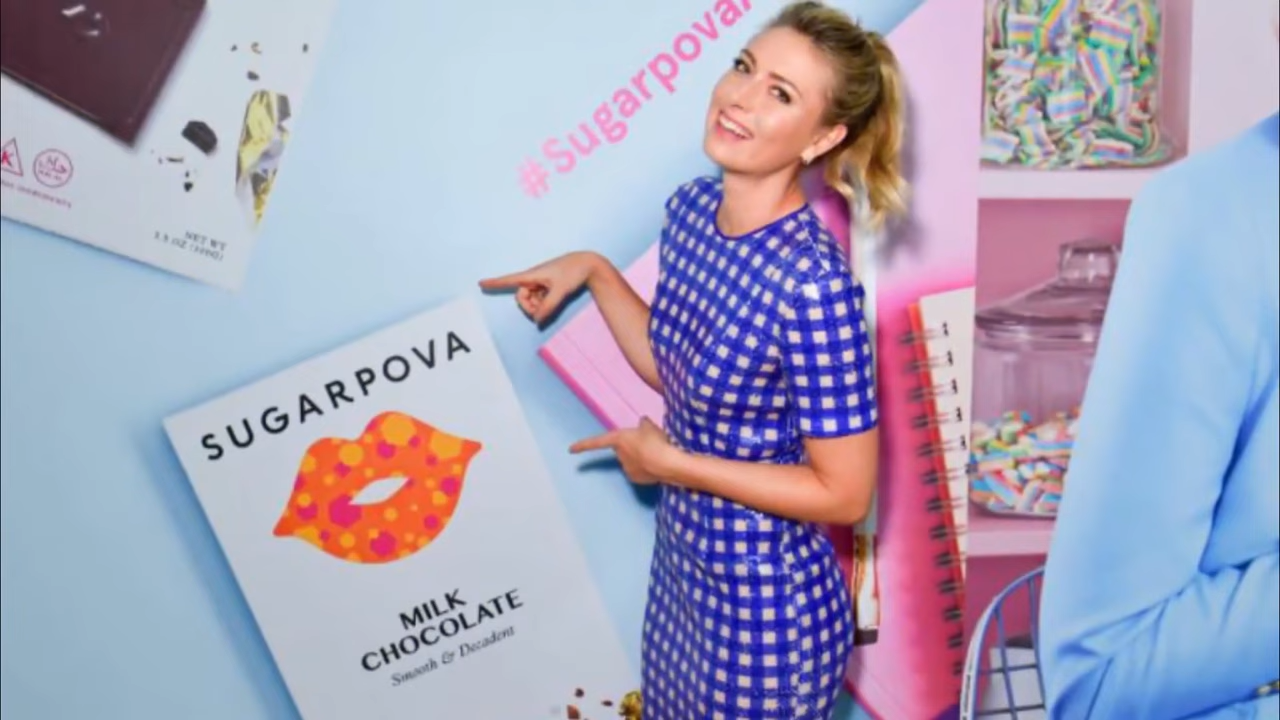 #Sugarpova
K
NET WT
SUGARPOVA
MILK
CHOCOLATE
Smooth & Decadent